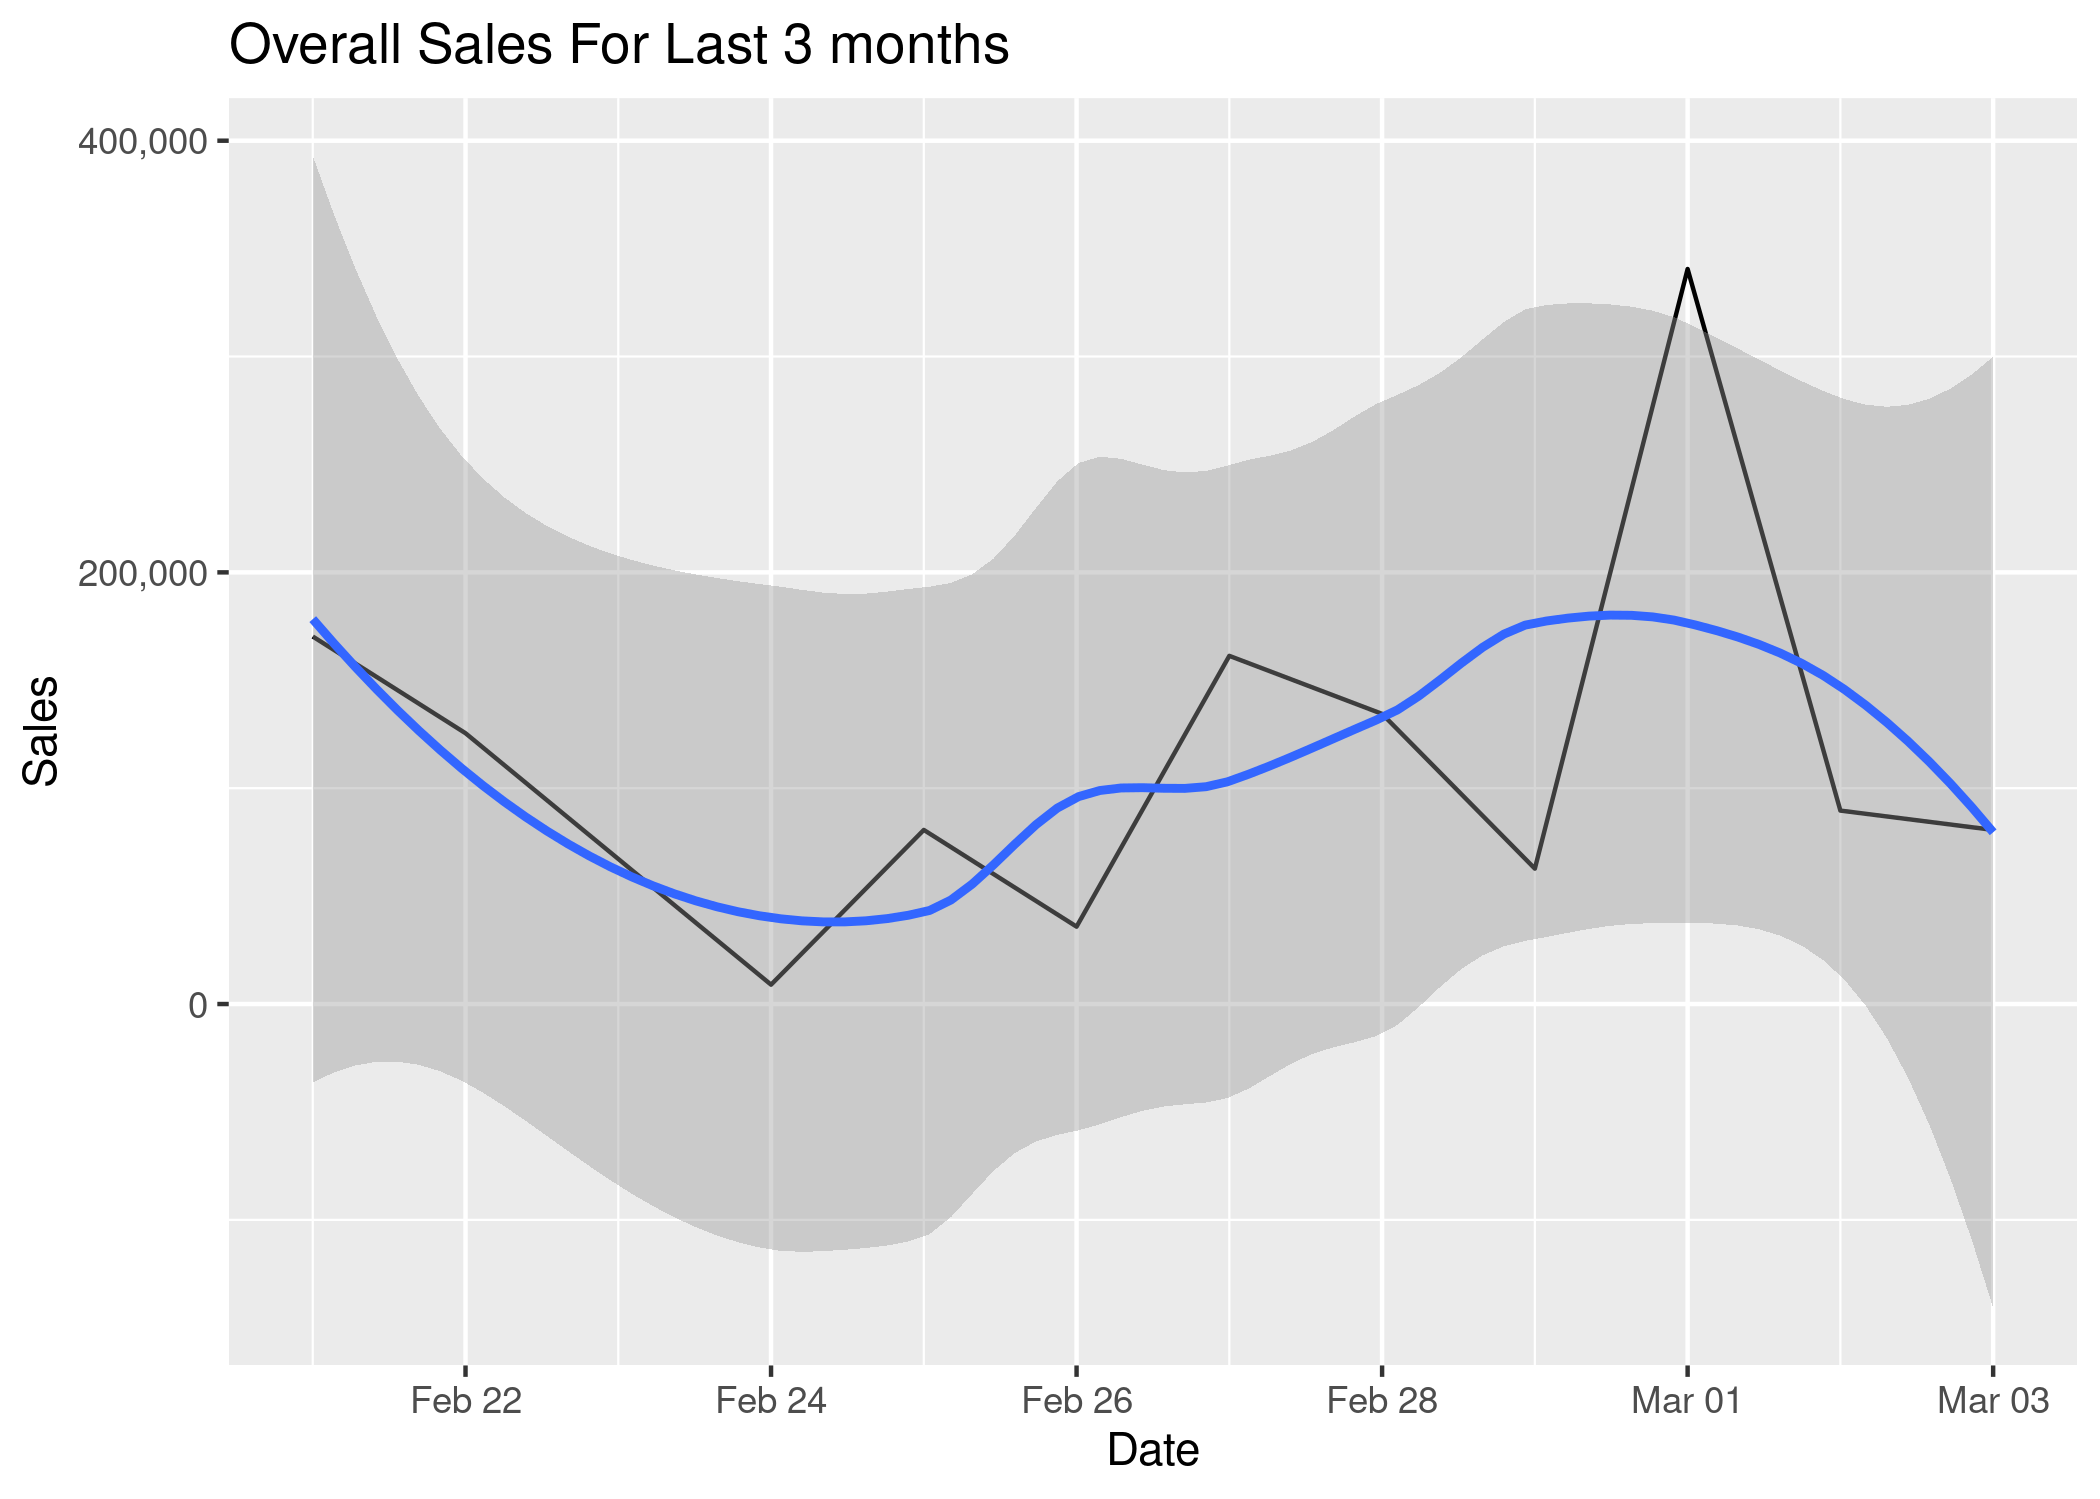 Overall Sales For Last 3 months
400,000
200,000
0
Sales
Feb 22
Feb 24
Feb 26
Feb 28
Mar 01
Mar 03
Date